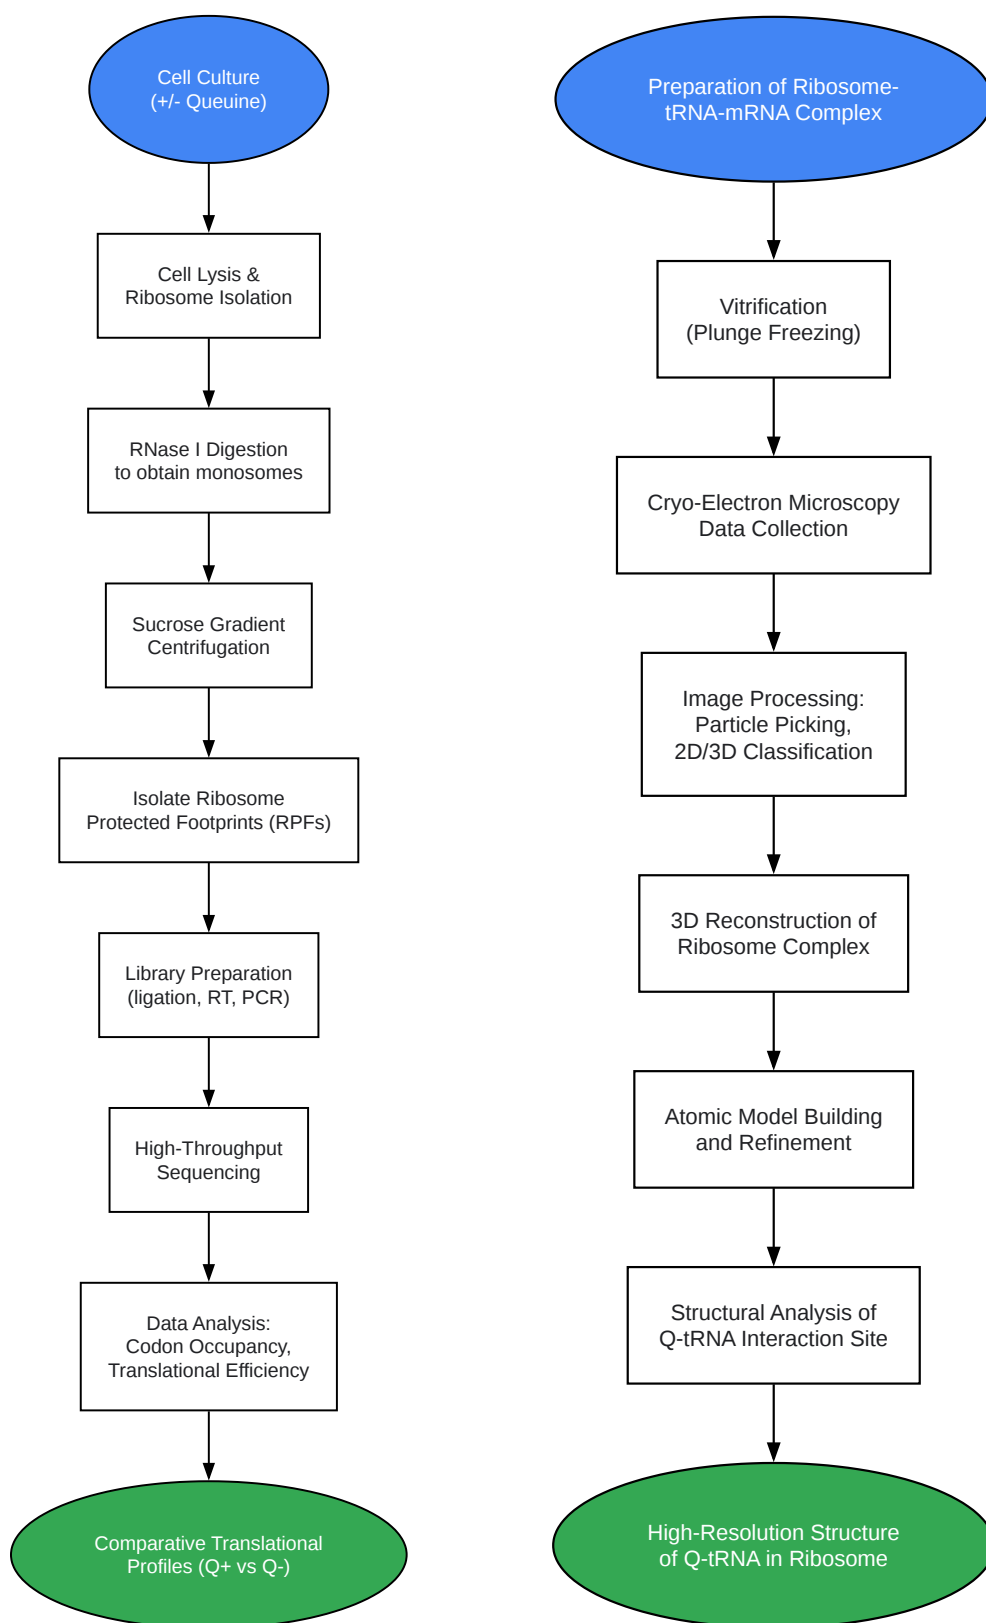 Cell Culture
(+/- Queuine)
Cell Lysis &
Ribosome Isolation
RNase I Digestion
to obtain monosomes
Sucrose Gradient
Centrifugation
Isolate Ribosome
Protected Footprints (RPFs)
Library Preparation
(ligation, RT, PCR)
High-Throughput
Sequencing
Data Analysis:
Codon Occupancy,
Translational Efficiency
Comparative Translational
Profiles (Q+ vs Q-)
Preparation of Ribosome-
tRNA-mRNA Complex
Vitrification
(Plunge Freezing)
Cryo-Electron Microscopy
Data Collection
Image Processing:
Particle Picking,
2D/3D Classification
3D Reconstruction of
Ribosome Complex
Atomic Model Building
and Refinement
Structural Analysis of
Q-tRNA Interaction Site
High-Resolution Structure
of Q-tRNA in Ribosome